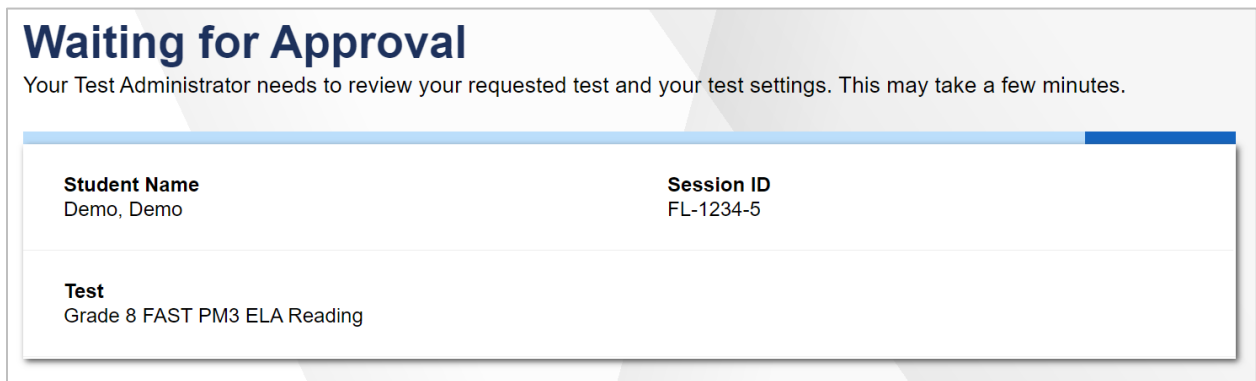 Waiting for Approval
Your Test Administrator needs to review your requested test and your test settings. This may take a few minutes.
Student Name
Demo, Demo
Session ID
FL-1234-5
Test
Grade 8 FAST PM3 ELA Reading